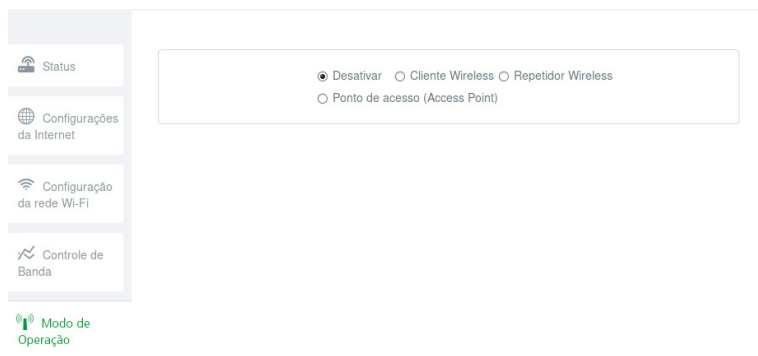 Status
Configurações
da Internet
Configuração
da rede Wi-Fi
Controle de
Banda
Modo de
Operação
Desativar Cliente Wireless Repetidor Wireless
Ponto de acesso (Access Point)